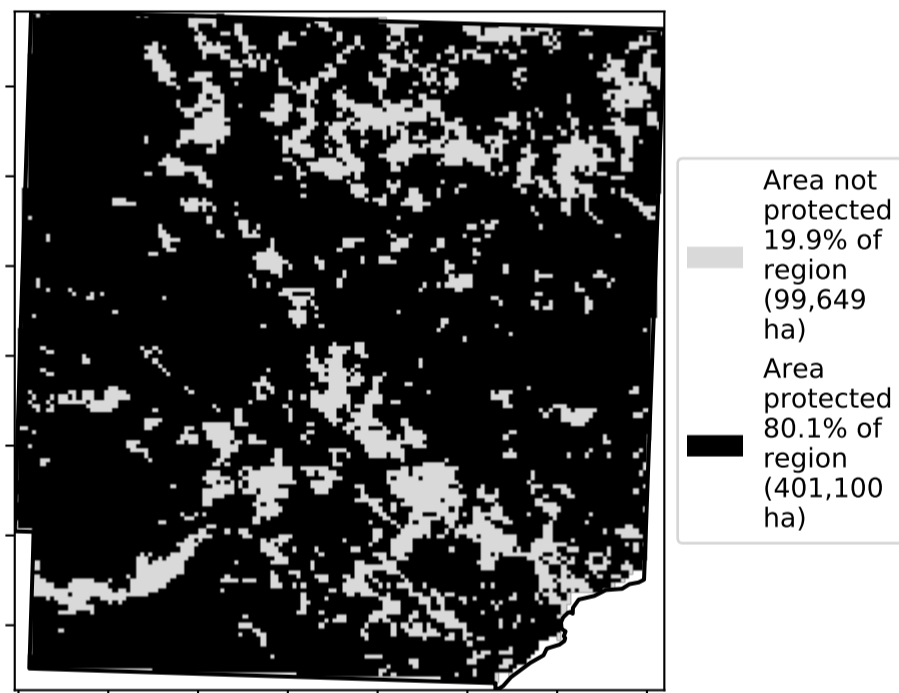 Area not
protected
19.9% of
region
(99,649
ha)
Area
protected
80.1% of
region
(401,100
ha)